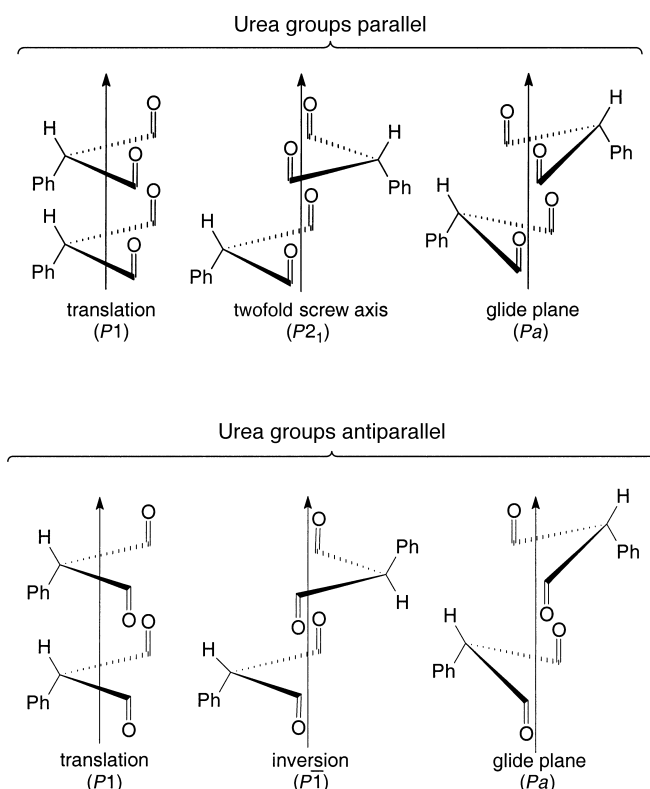 Urea groups parallel
O O O
H H H
O O O
Ph Ph Ph
O O O
H H H
O O O
Ph Ph Ph
translation twofold screw axis glide plane
(P1) (P2₁) (Pa)
Urea groups antiparallel
O O O H
H Ph
Ph Ph
O O H O
O O O
H H H
Ph Ph Ph
O O O
translation inversion glide plane
(P1) (P1̅) (Pa)